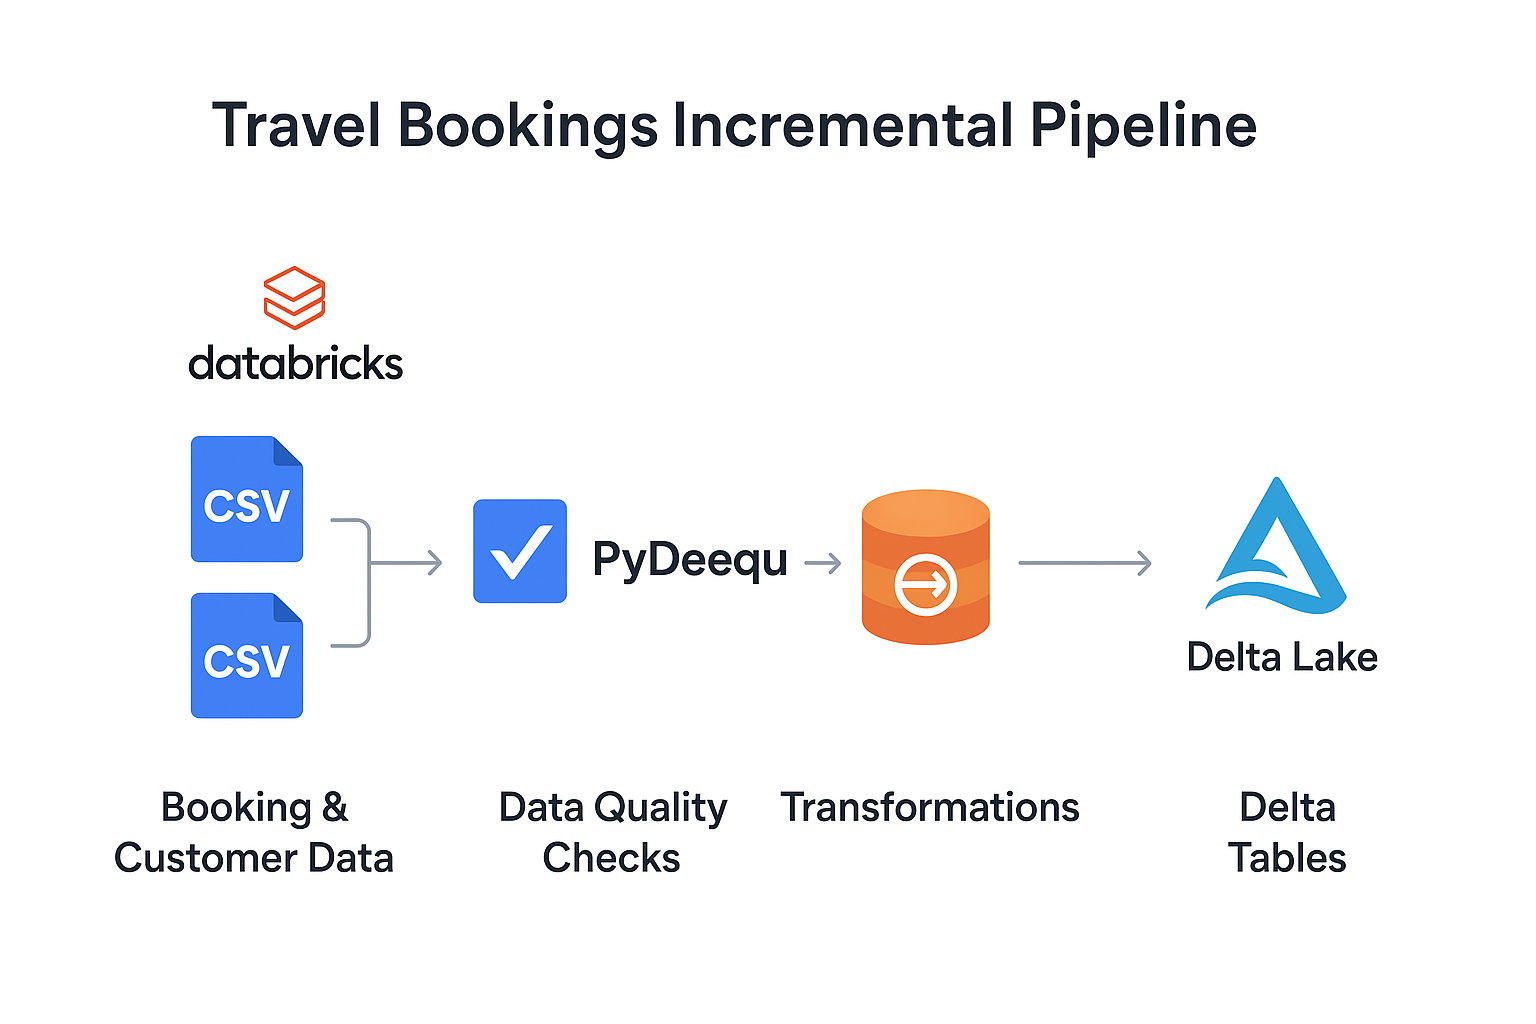 Travel Bookings Incremental Pipeline
databricks
CSV
CSV
PyDeequ
Delta Lake
Booking &
Customer Data
Data Quality
Checks
Transformations
Delta
Tables